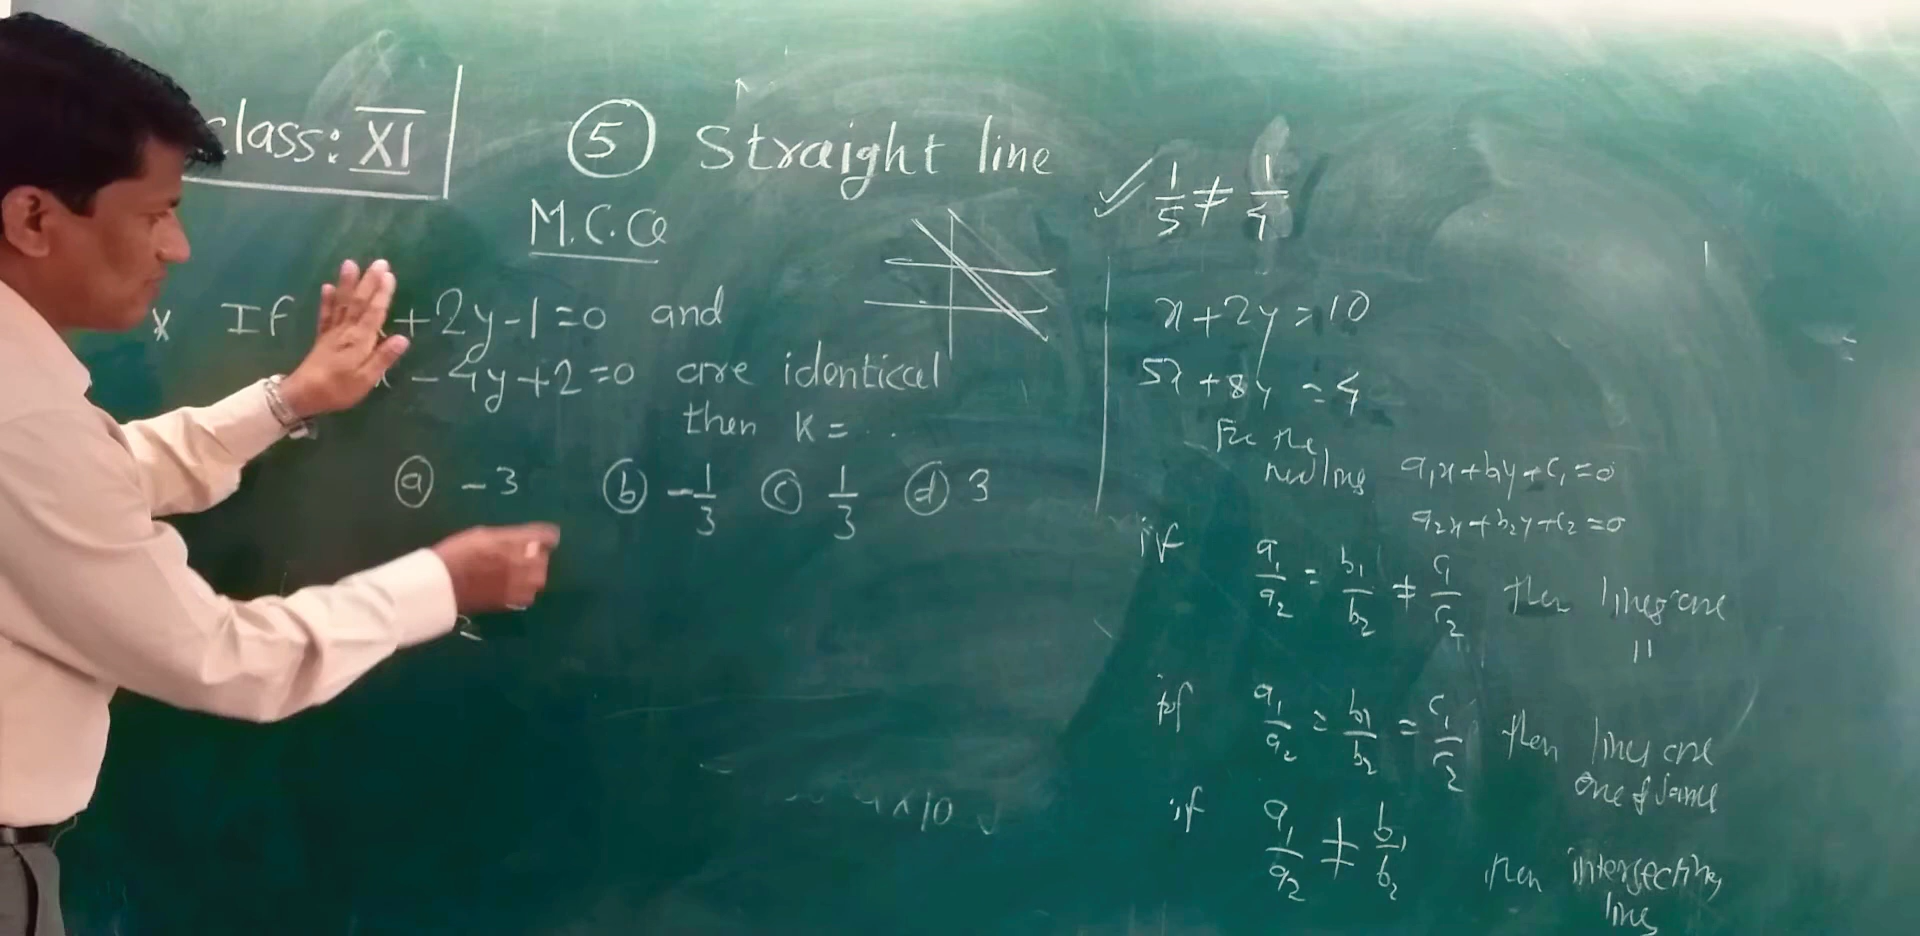 class: XI
⑤ Straight line
M.C.Q
* If x+2y-1=0 and
x-4y+2=0 are identical
then K= ...
ⓐ -3 ⓑ -1/3 ⓒ 1/3 ⓓ 3
✓ 1/5 ≠ 1/4
x+2y=10
5x+8y=4
a₁x+by+c₁=0
a₂x+b₂y+c₂=0
if a₁/a₂ = b₁/b₂ ≠ c₁/c₂ then lines are
||
if a₁/a₂ = b₁/b₂ = c₁/c₂ then lines are
one & same
if a₁/a₂ ≠ b₁/b₂ then intersecting
line